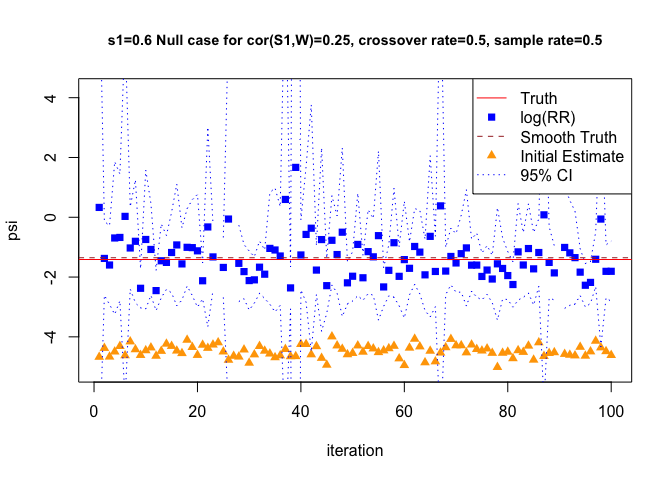 s1=0.6 Null case for cor(S1,W)=0.25, crossover rate=0.5, sample rate=0.5
4
2
0
-2
-4
psi
Truth
log(RR)
Smooth Truth
Initial Estimate
95% CI
0
20
40
60
80
100
iteration